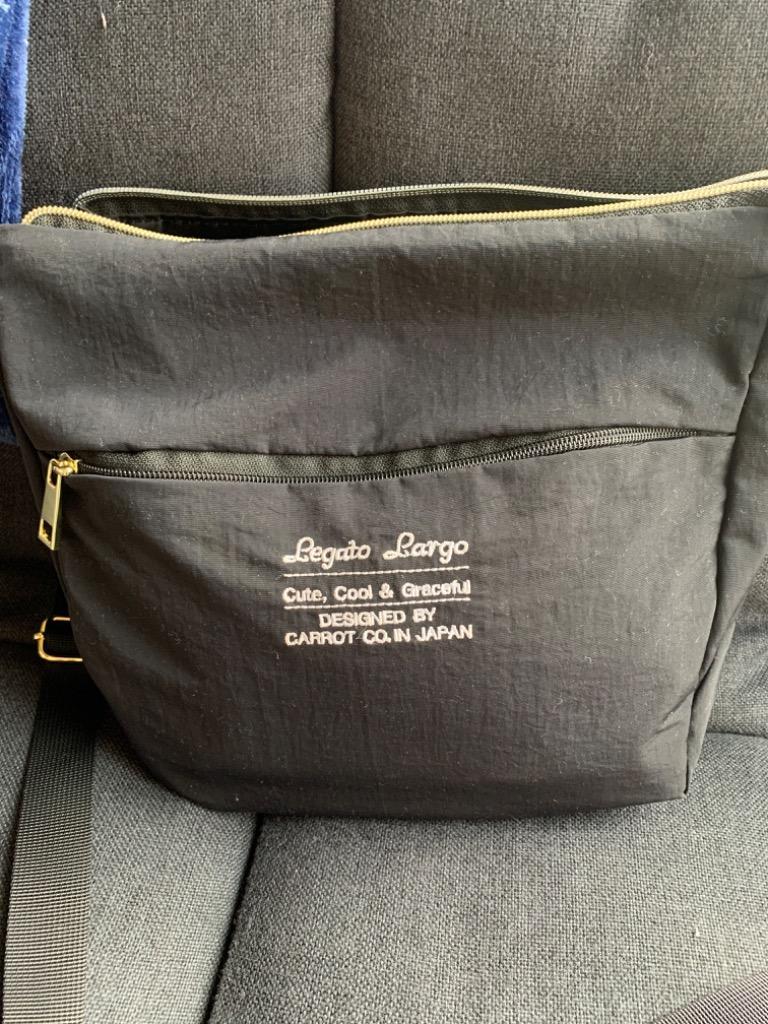 Legato Largo
Cute, Cool & Graceful
DESIGNED BY
CARROT CO. IN JAPAN